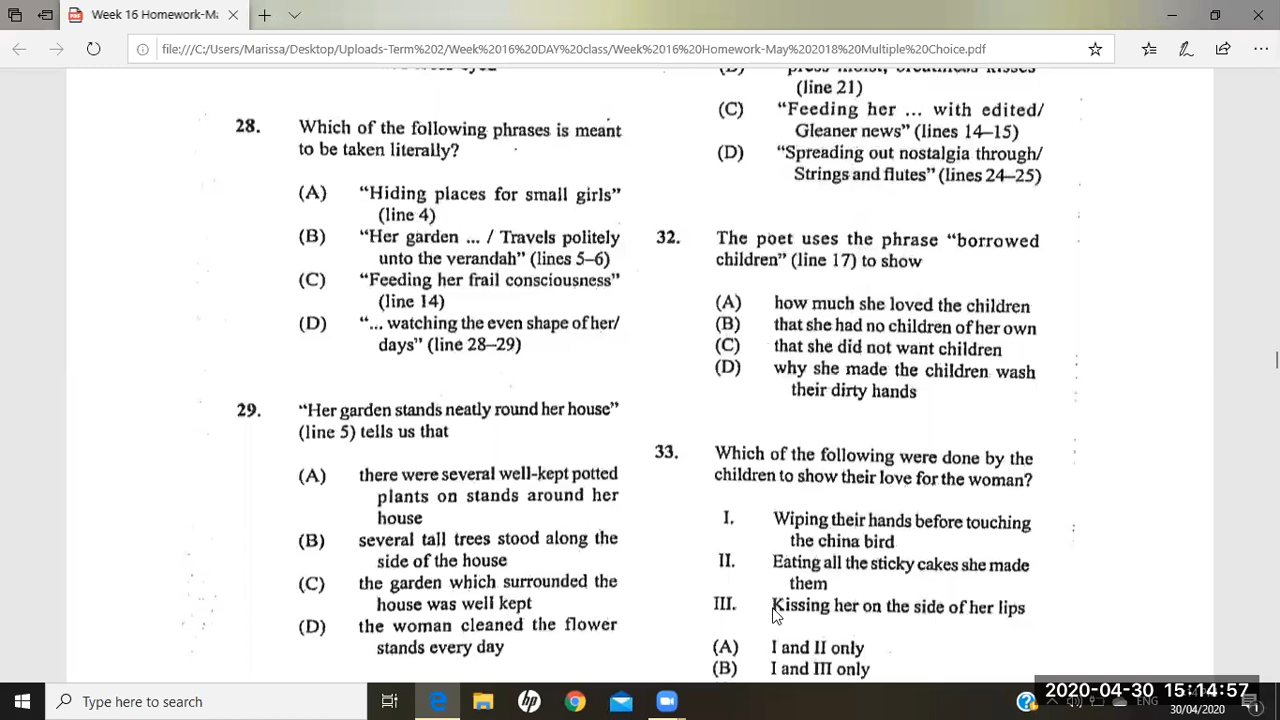 Week 16 Homework-Ma
file:///C:/Users/Marissa/Desktop/Uploads-Term%202/Week%2016%20DAY%20class/Week%2016%20Homework-May%202018%20Multiple%20Choice.pdf
28. Which of the following phrases is meant
to be taken literally?
(A) “Hiding places for small girls”
(line 4)
(B) “Her garden ... / Travels politely
unto the verandah” (lines 5–6)
(C) “Feeding her frail consciousness”
(line 14)
(D) “... watching the even shape of her/
days” (line 28–29)
29. “Her garden stands neatly round her house”
(line 5) tells us that
(A) there were several well-kept potted
plants on stands around her
house
(B) several tall trees stood along the
side of the house
(C) the garden which surrounded the
house was well kept
(D) the woman cleaned the flower
stands every day
(line 21)
(C) “Feeding her ... with edited/
Gleaner news” (lines 14–15)
(D) “Spreading out nostalgia through/
Strings and flutes” (lines 24–25)
32. The poet uses the phrase “borrowed
children” (line 17) to show
(A) how much she loved the children
(B) that she had no children of her own
(C) that she did not want children
(D) why she made the children wash
their dirty hands
33. Which of the following were done by the
children to show their love for the woman?
I. Wiping their hands before touching
the china bird
II. Eating all the sticky cakes she made
them
III. Kissing her on the side of her lips
(A) I and II only
(B) I and III only
Type here to search
ENG
2020-04-30 15:14:57
30/04/2020